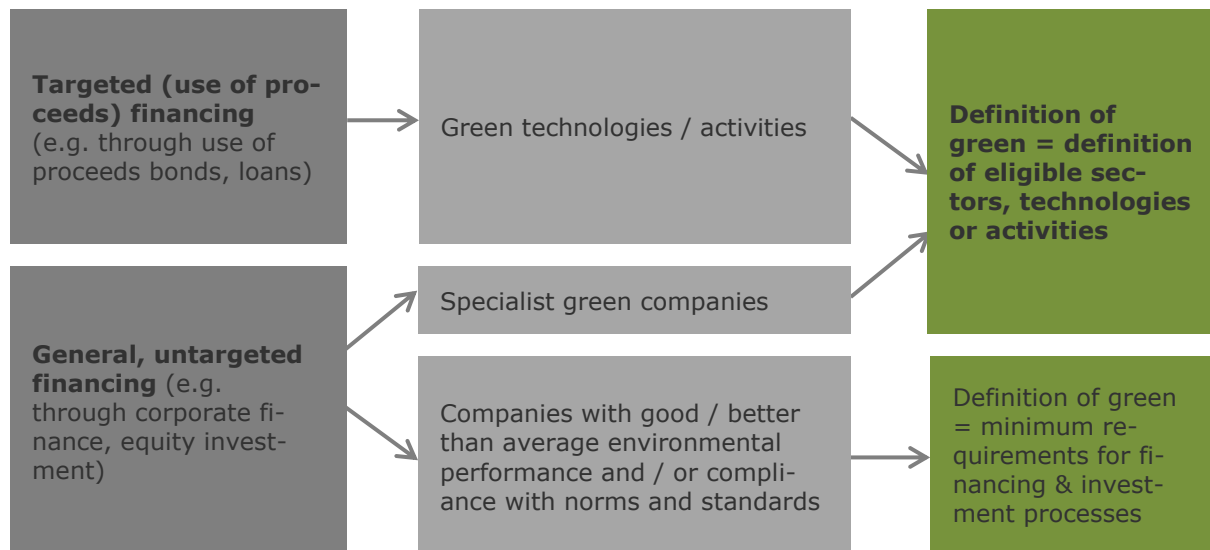 Targeted (use of pro-
ceeds) financing
(e.g. through use of
proceeds bonds, loans)
Green technologies / activities
Definition of
green = definition
of eligible sec-
tors, technologies
or activities
General, untargeted
financing (e.g.
through corporate fi-
nance, equity invest-
ment)
Specialist green companies
Companies with good / better
than average environmental
performance and / or compli-
ance with norms and standards
Definition of green
= minimum re-
quirements for fi-
nancing & invest-
ment processes